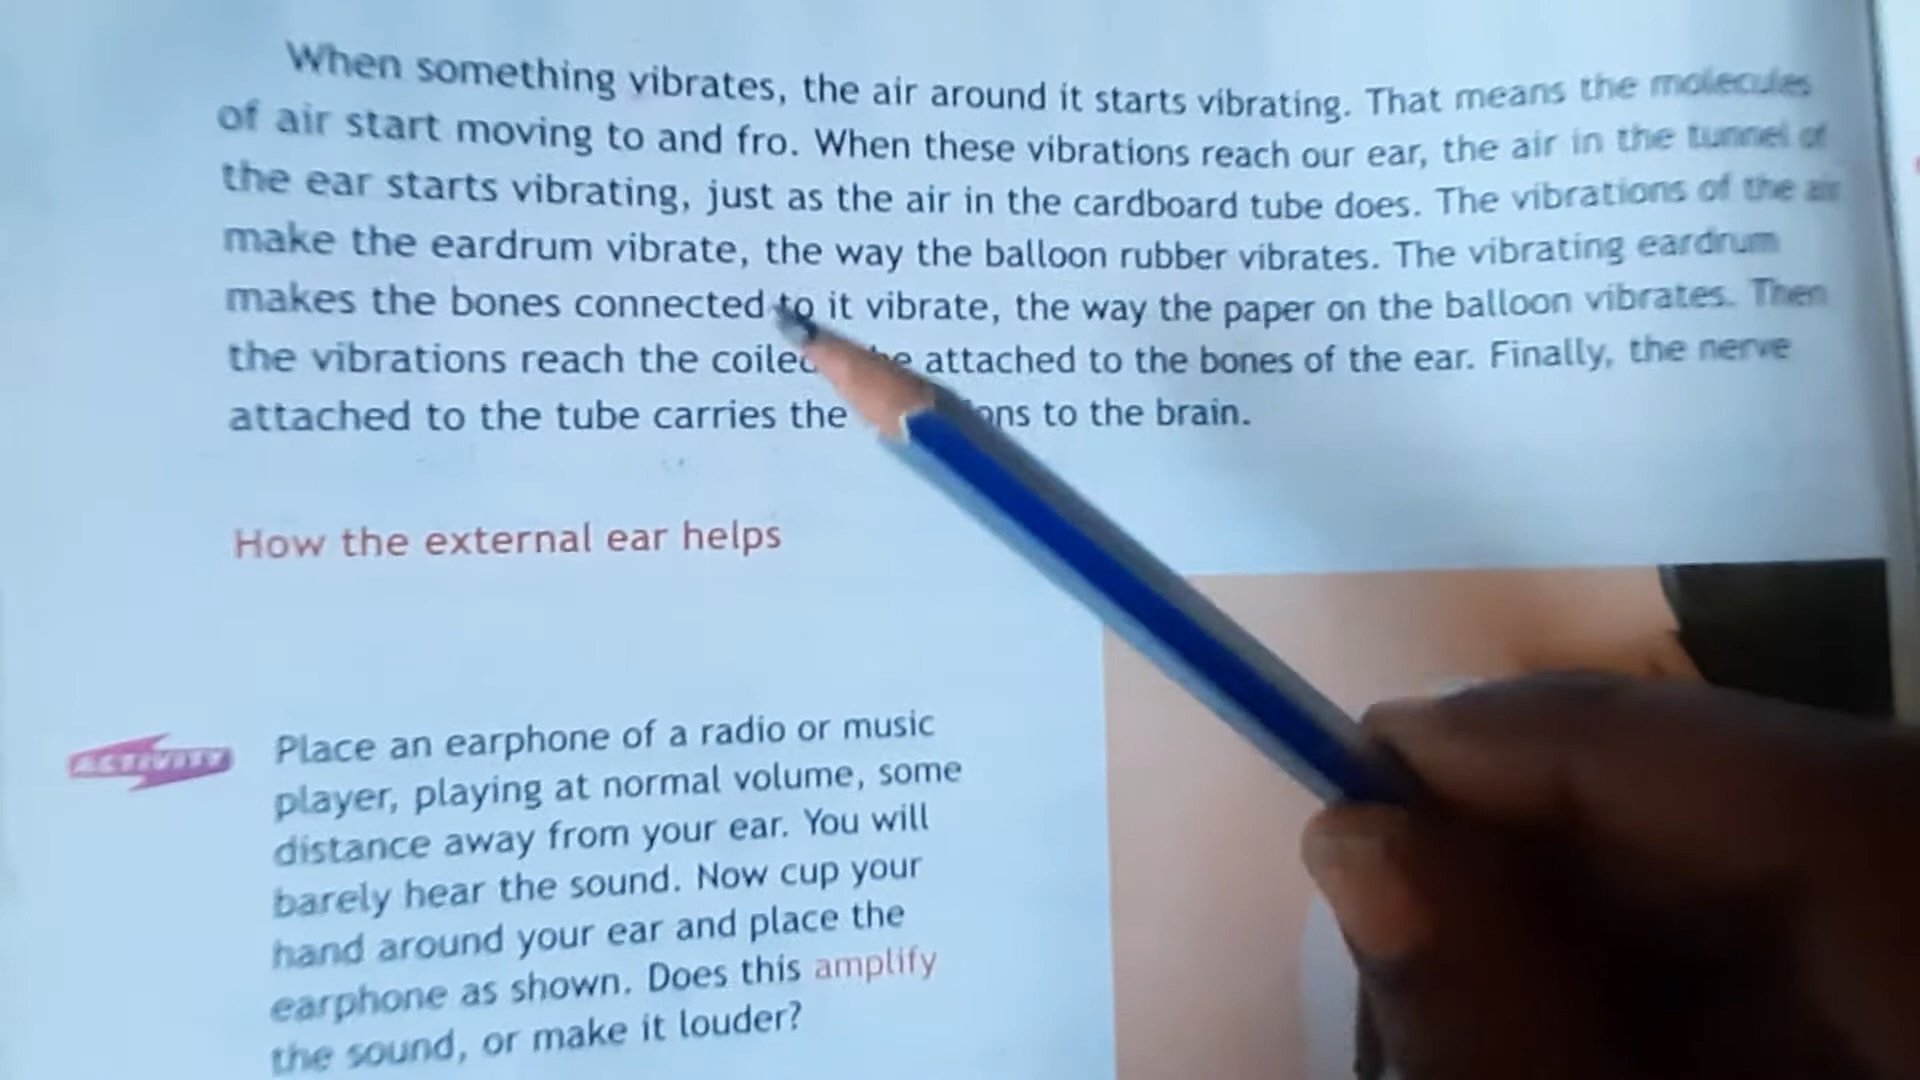 When something vibrates, the air around it starts vibrating. That means the molecules
of air start moving to and fro. When these vibrations reach our ear, the air in the tunnel of
the ear starts vibrating, just as the air in the cardboard tube does. The vibrations of the air
make the eardrum vibrate, the way the balloon rubber vibrates. The vibrating eardrum
makes the bones connected to it vibrate, the way the paper on the balloon vibrates. Then
the vibrations reach the attached to the bones of the ear. Finally, the nerve
attached to the tube carries the to the brain.
How the external ear helps
ACTIVITY
Place an earphone of a radio or music
player, playing at normal volume, some
distance away from your ear. You will
barely hear the sound. Now cup your
hand around your ear and place the
earphone as shown. Does this amplify
the sound, or make it louder?